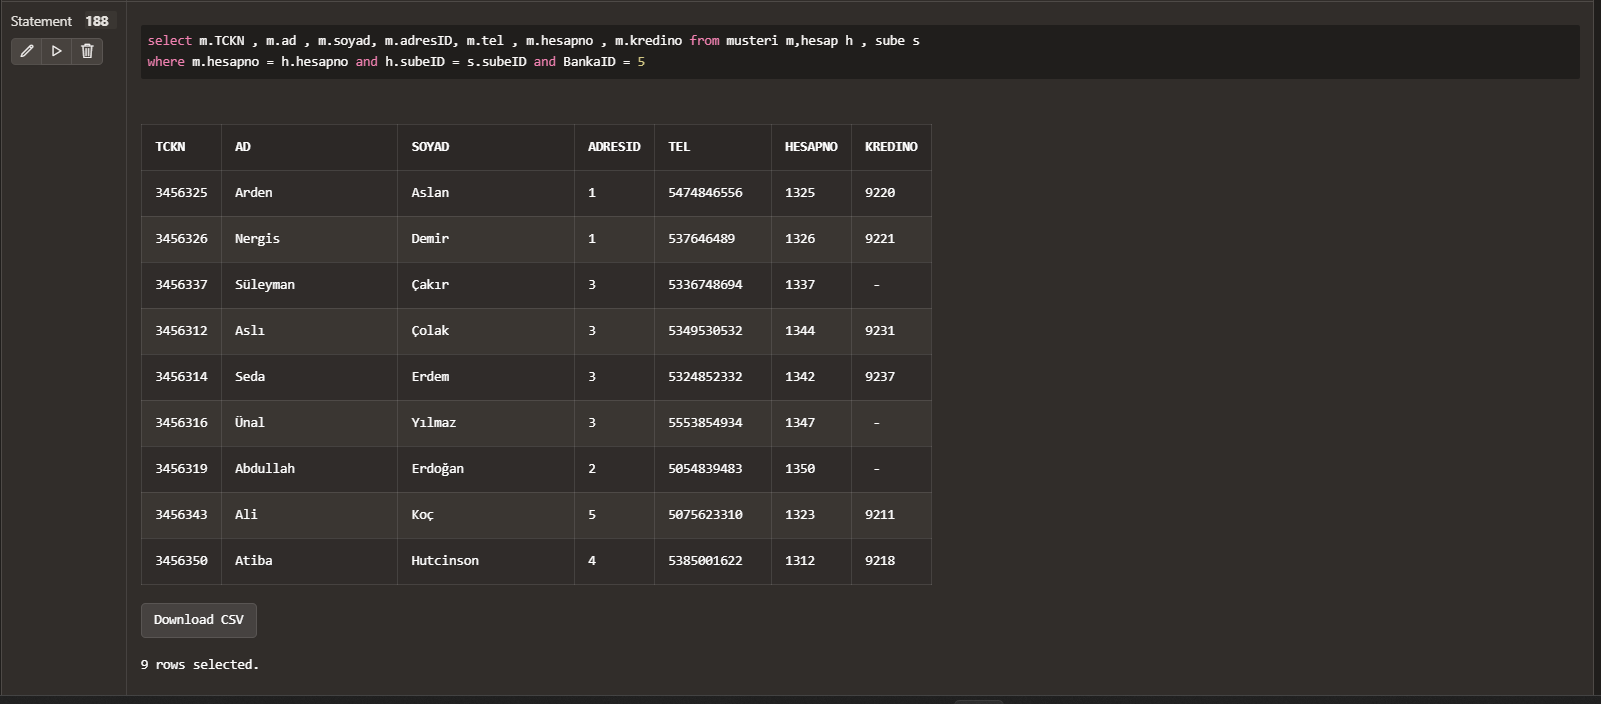 Statement 188
select m.TCKN , m.ad , m.soyad, m.adresID, m.tel , m.hesapno , m.kredino from musteri m,hesap h , sube s
where m.hesapno = h.hesapno and h.subeID = s.subeID and BankaID = 5
TCKN AD SOYAD ADRESID TEL HESAPNO KREDINO
3456325 Arden Aslan 1 5474846556 1325 9220
3456326 Nergis Demir 1 537646489 1326 9221
3456337 Süleyman Çakır 3 5336748694 1337 -
3456312 Aslı Çolak 3 5349530532 1344 9231
3456314 Seda Erdem 3 5324852332 1342 9237
3456316 Ünal Yılmaz 3 5553854934 1347 -
3456319 Abdullah Erdoğan 2 5054839483 1350 -
3456343 Ali Koç 5 5075623310 1323 9211
3456350 Atiba Hutcinson 4 5385001622 1312 9218
Download CSV
9 rows selected.